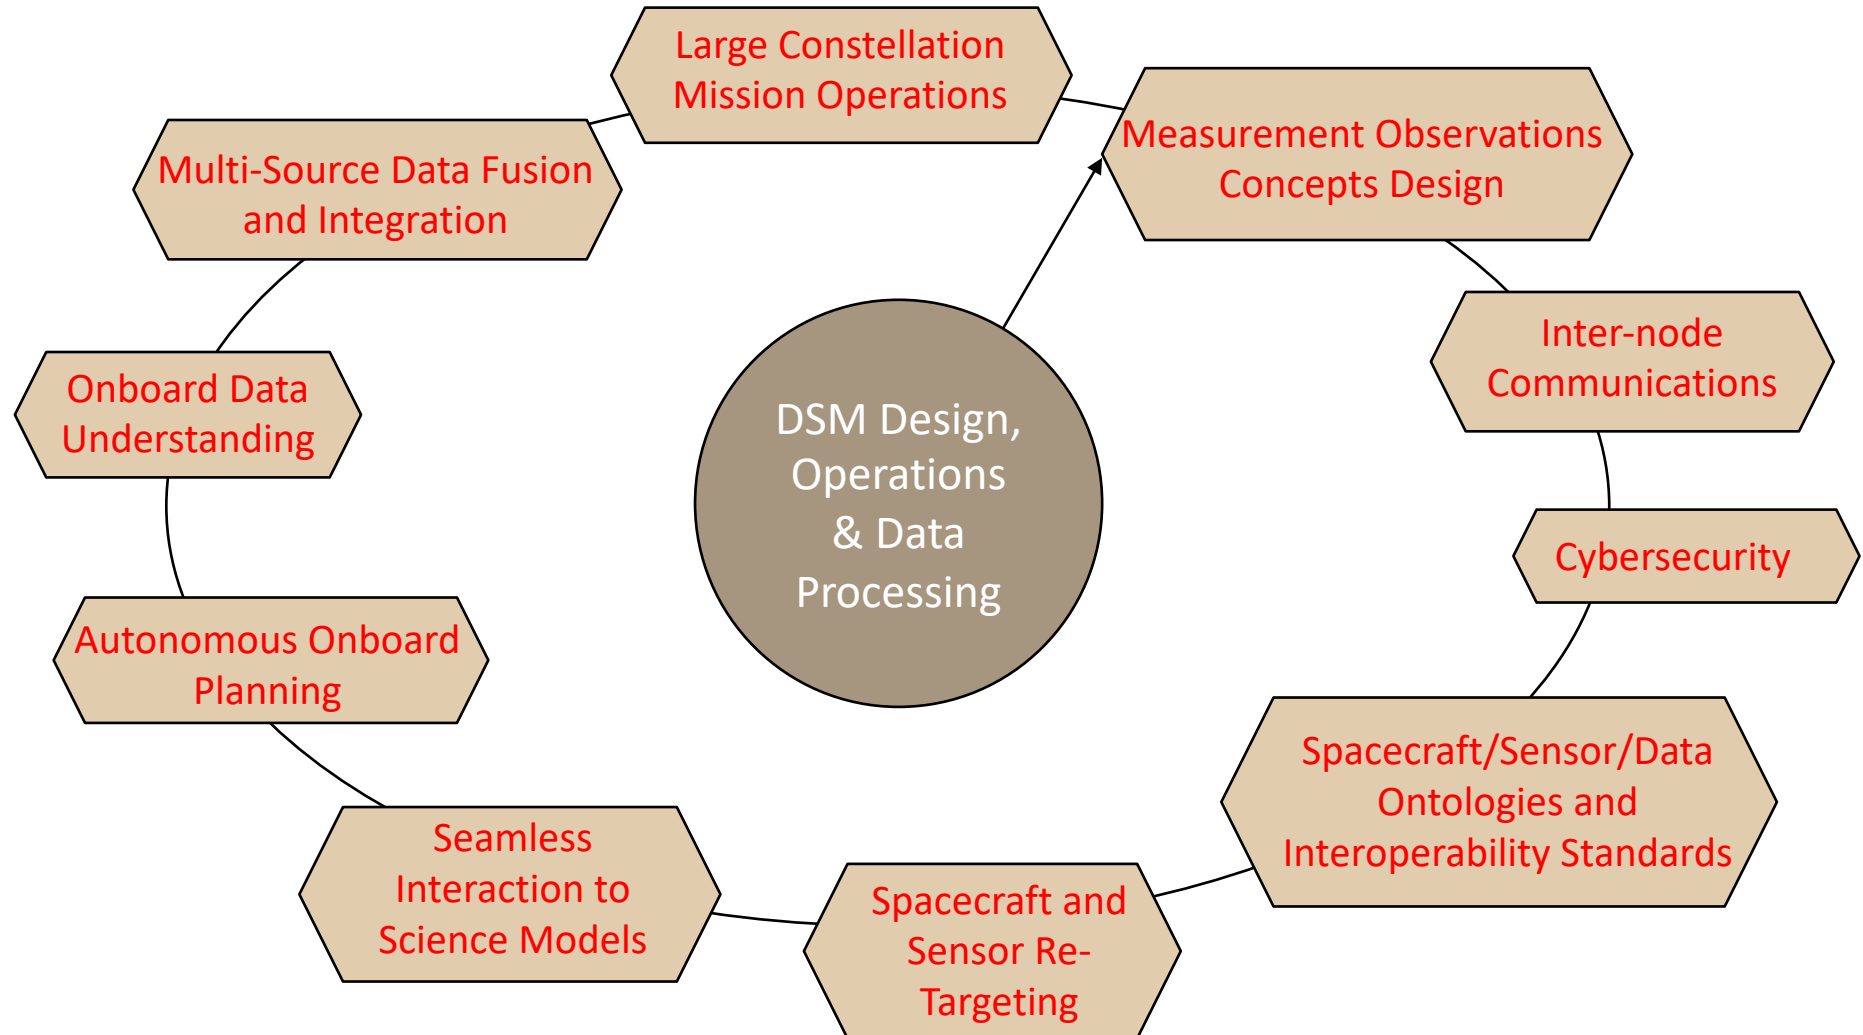 Large Constellation
Mission Operations
Measurement Observations
Concepts Design
Multi-Source Data Fusion
and Integration
Inter-node
Communications
Onboard Data
Understanding
DSM Design,
Operations
& Data
Processing
Cybersecurity
Autonomous Onboard
Planning
Spacecraft/Sensor/Data
Ontologies and
Interoperability Standards
Seamless
Interaction to
Science Models
Spacecraft and
Sensor Re-
Targeting